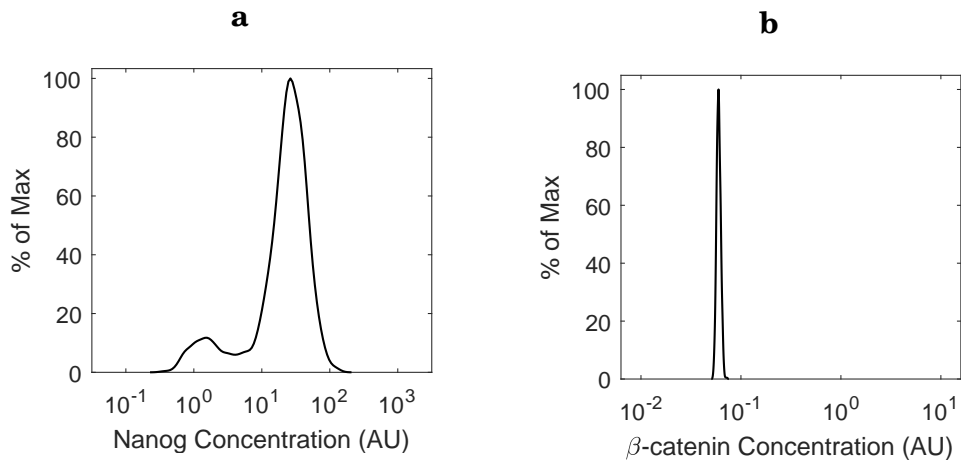 a
100
80
60
40
20
0
% of Max
10^-1 10^0 10^1 10^2 10^3
Nanog Concentration (AU)
b
100
80
60
40
20
0
% of Max
10^-2 10^-1 10^0 10^1
β-catenin Concentration (AU)